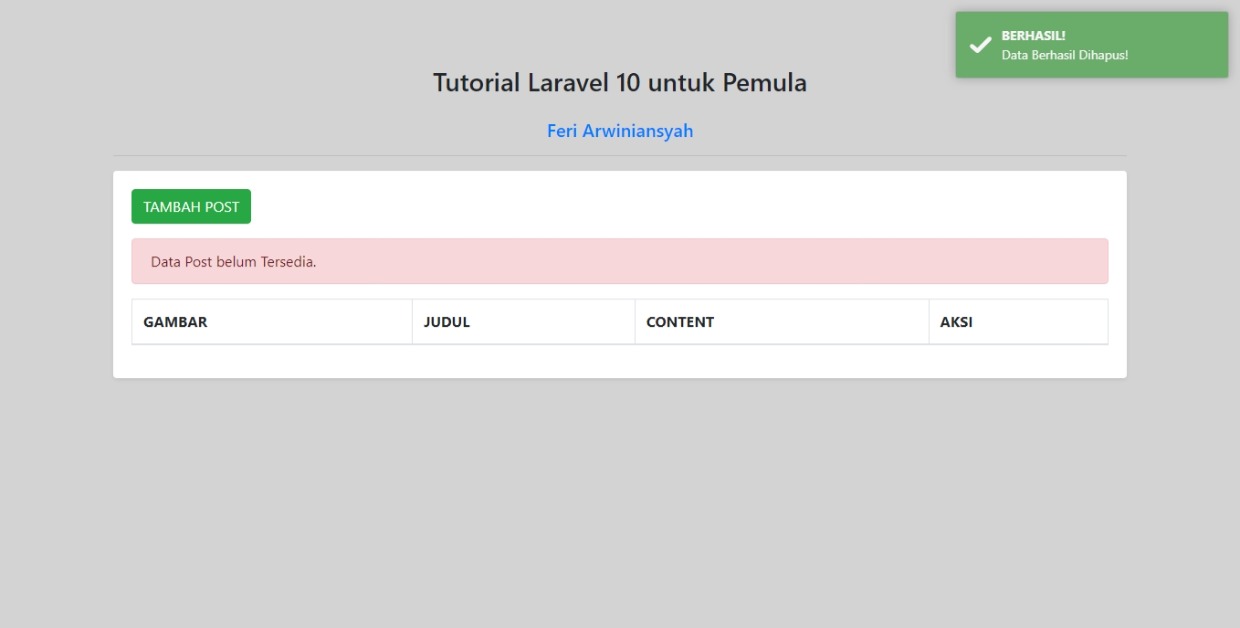 BERHASIL!
Data Berhasil Dihapus!
Tutorial Laravel 10 untuk Pemula
Feri Arwiniansyah
TAMBAH POST
Data Post belum Tersedia.
GAMBAR JUDUL CONTENT AKSI